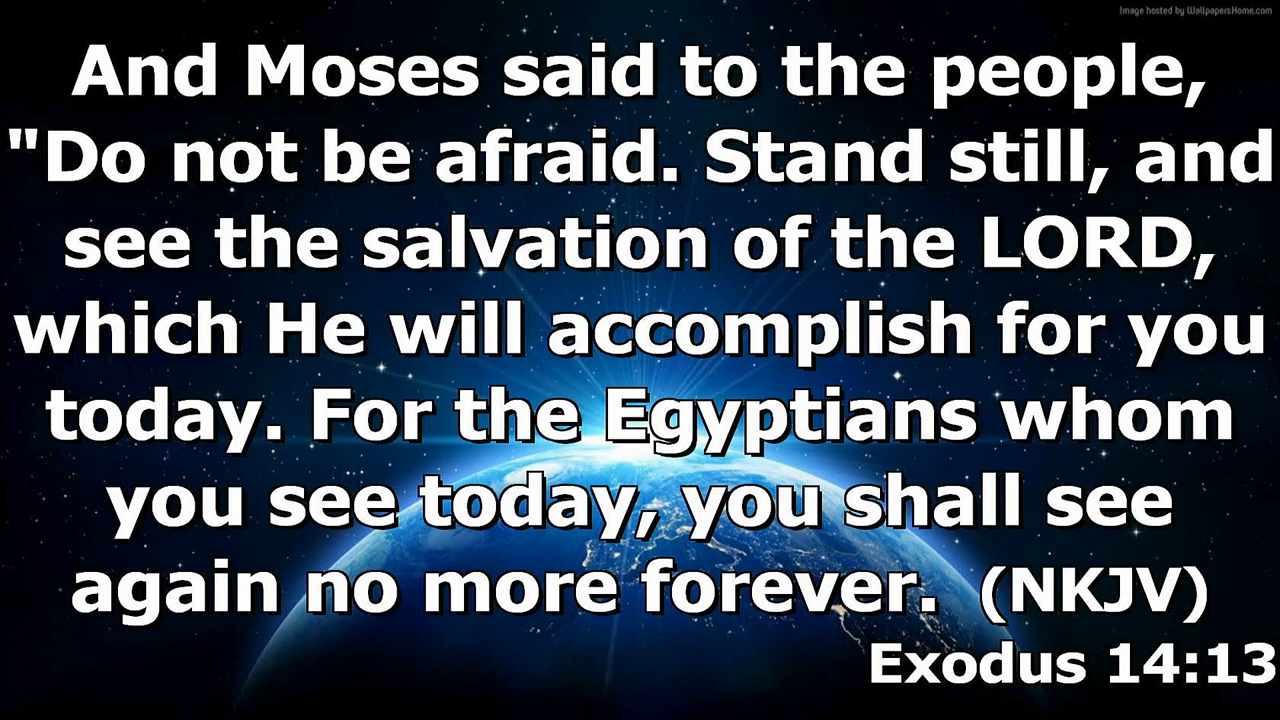 Image hosted by WallpapersHome.com
And Moses said to the people,
"Do not be afraid. Stand still, and
see the salvation of the LORD,
which He will accomplish for you
today. For the Egyptians whom
you see today, you shall see
again no more forever.  (NKJV)
Exodus 14:13